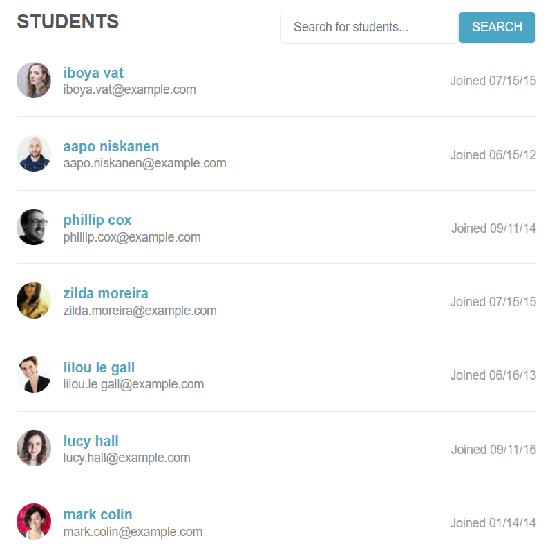 STUDENTS
Search for students...
SEARCH
iboya vat
iboya.vat@example.com
Joined 07/15/15
aapo niskanen
aapo.niskanen@example.com
Joined 06/15/12
phillip cox
phillip.cox@example.com
Joined 09/11/14
zilda moreira
zilda.moreira@example.com
Joined 07/15/15
lilou le gall
lilou.le gall@example.com
Joined 06/16/13
lucy hall
lucy.hall@example.com
Joined 09/11/16
mark colin
mark.colin@example.com
Joined 01/14/14